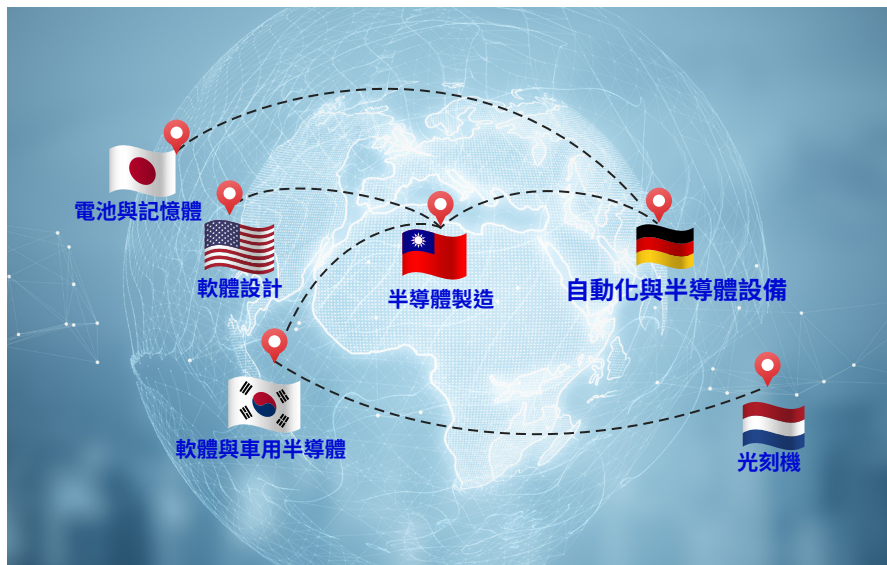 電池與記憶體
軟體設計
半導體製造
自動化與半導體設備
軟體與車用半導體
光刻機